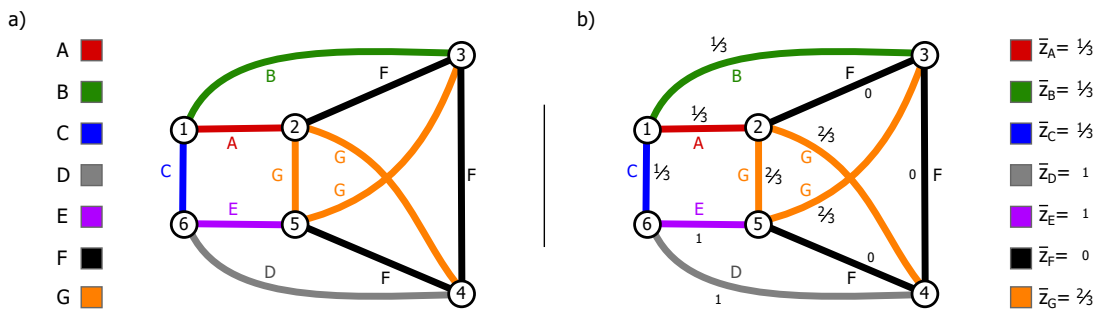 a)
A
B
C
D
E
F
G
1
2
3
4
5
6
B
F
A
C
G
G
G
F
E
D
F
b)
1
2
3
4
5
6
⅓
B
F
0
⅓
A
⅔
G
C
⅓
G
⅔
G
0
F
⅔
E
1
D
1
0
F
z̅A= ⅓
z̅B= ⅓
z̅C= ⅓
z̅D= 1
z̅E= 1
z̅F= 0
z̅G= ⅔